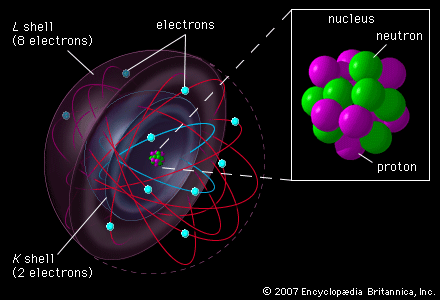 L shell
(8 electrons)
electrons
nucleus
neutron
proton
K shell
(2 electrons)
© 2007 Encyclopædia Britannica, Inc.